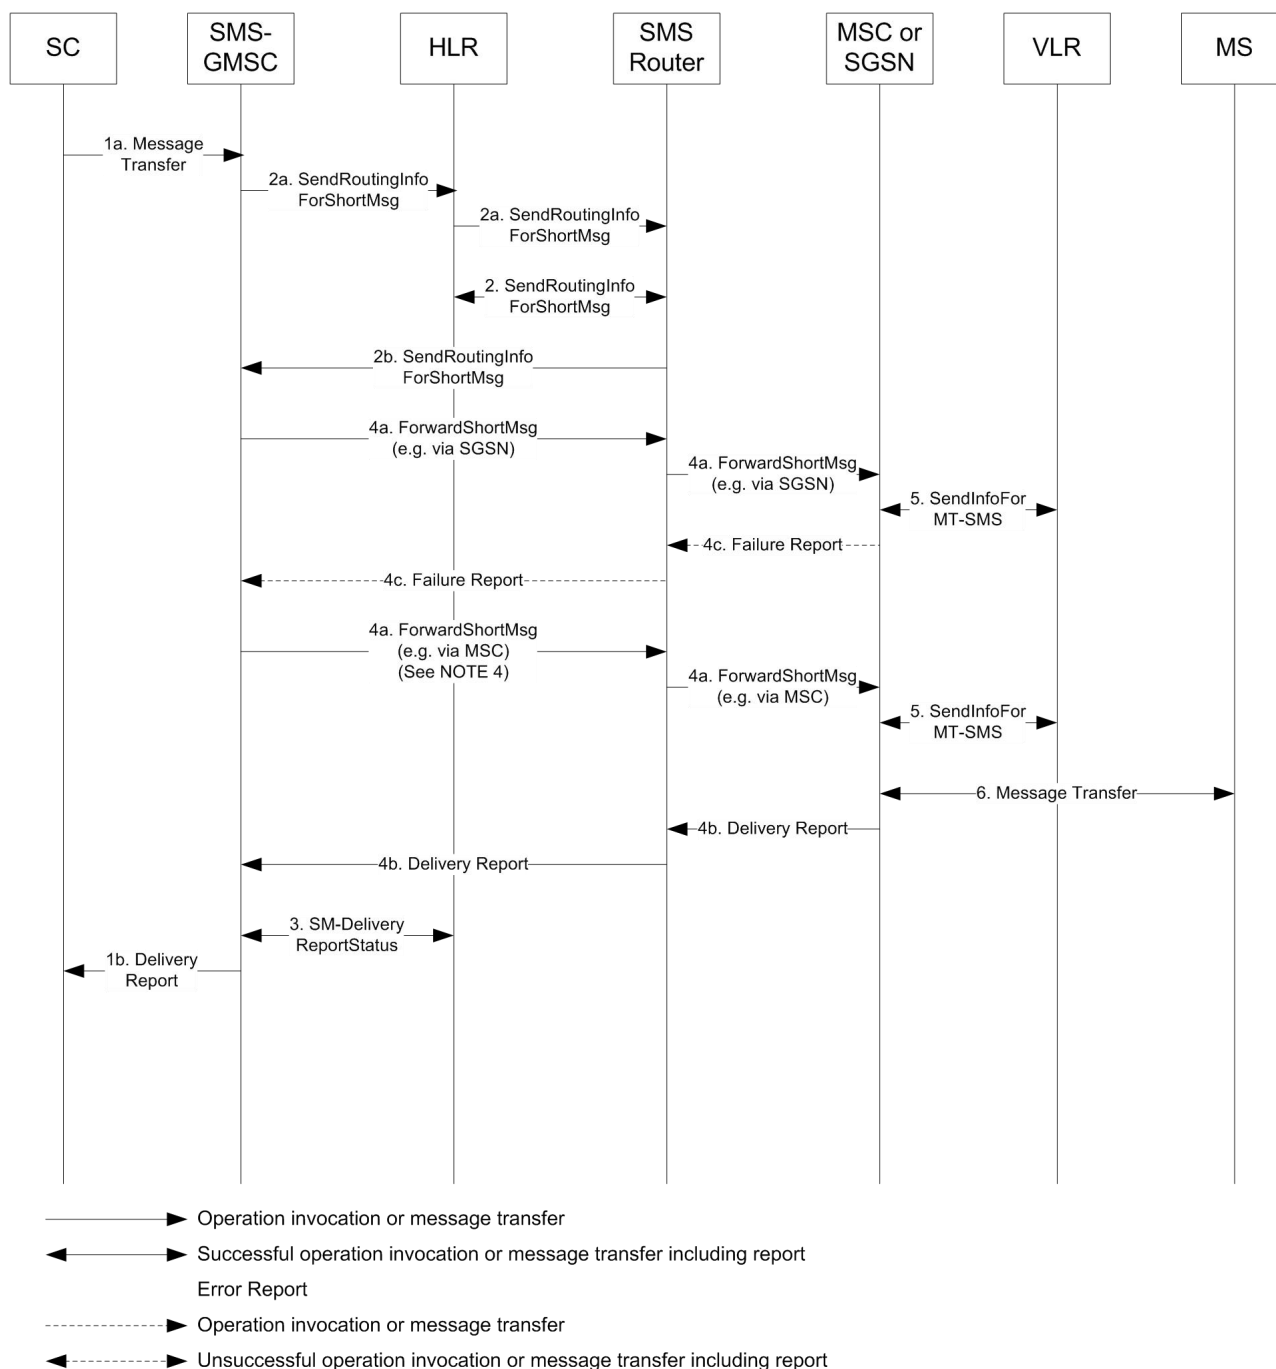 SC
SMS-
GMSC
HLR
SMS
Router
MSC or
SGSN
VLR
MS
1a. Message
Transfer
2a. SendRoutingInfo
ForShortMsg
2a. SendRoutingInfo
ForShortMsg
2. SendRoutingInfo
ForShortMsg
2b. SendRoutingInfo
ForShortMsg
4a. ForwardShortMsg
(e.g. via SGSN)
4a. ForwardShortMsg
(e.g. via SGSN)
5. SendInfoFor
MT-SMS
4c. Failure Report
4c. Failure Report
4a. ForwardShortMsg
(e.g. via MSC)
(See NOTE 4)
4a. ForwardShortMsg
(e.g. via MSC)
5. SendInfoFor
MT-SMS
6. Message Transfer
4b. Delivery Report
4b. Delivery Report
3. SM-Delivery
ReportStatus
1b. Delivery
Report
Operation invocation or message transfer
Successful operation invocation or message transfer including report
Error Report
Operation invocation or message transfer
Unsuccessful operation invocation or message transfer including report